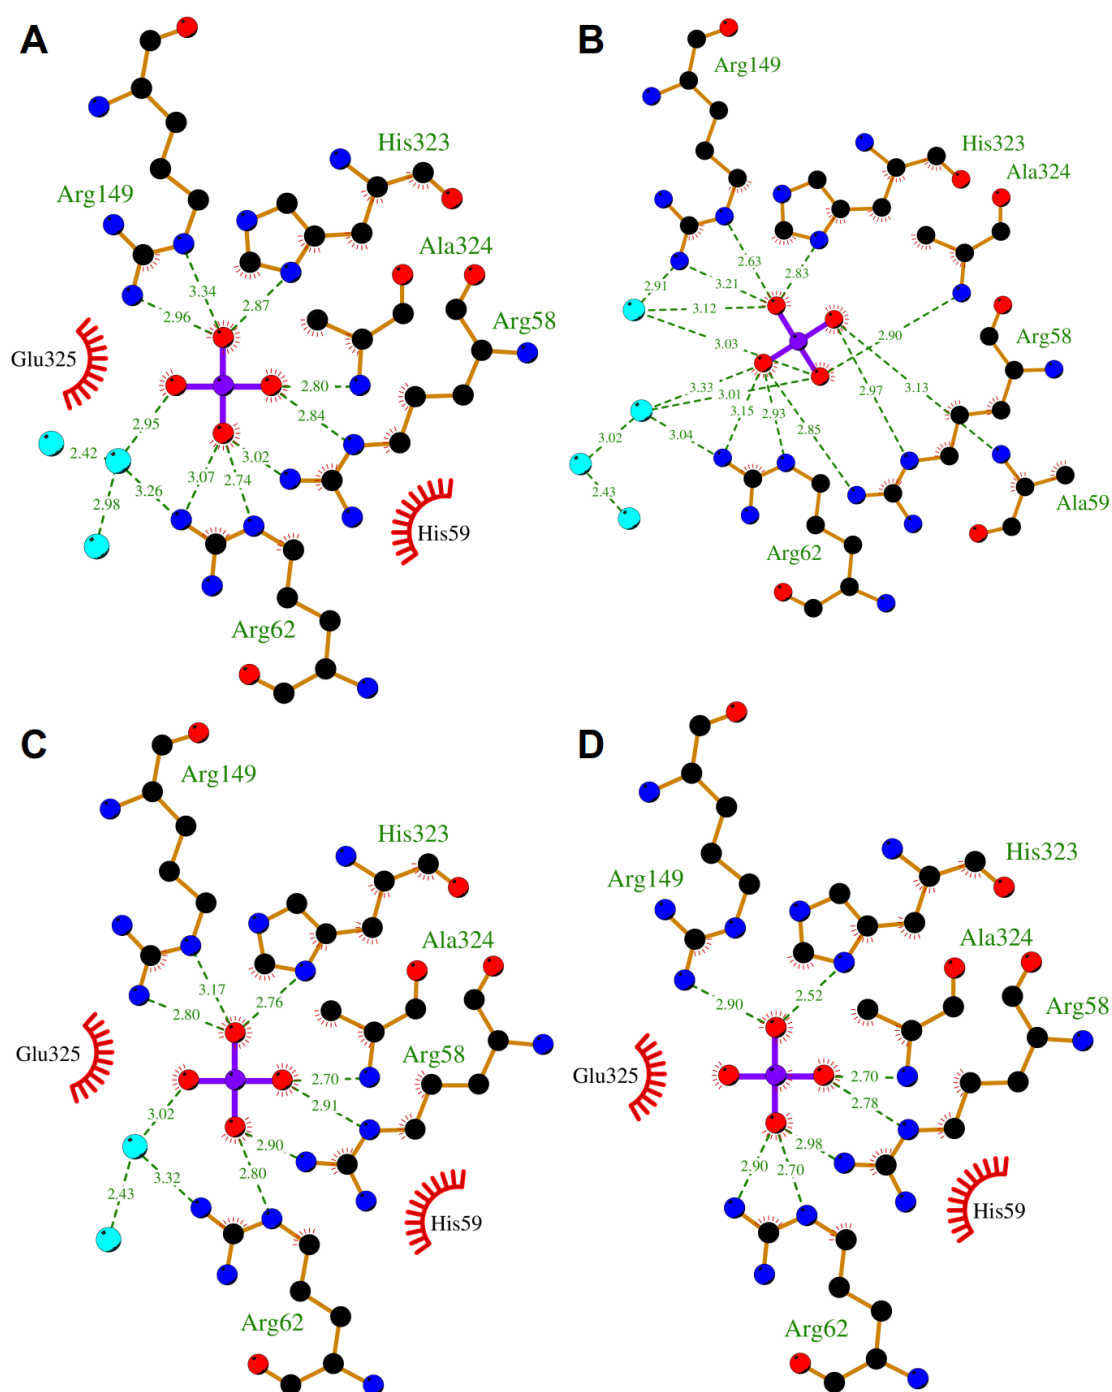 A
Arg149
His323
3.34
2.87
2.96
Ala324
Arg58
Glu325
2.80
2.84
2.95
2.42
3.02
3.07
2.74
2.98
3.26
His59
Arg62
B
Arg149
His323
Ala324
2.63
2.83
2.91
3.21
3.12
2.90
Arg58
3.03
3.33
3.01
2.97
3.13
3.15
2.93
2.85
3.02
3.04
2.43
Ala59
Arg62
C
Arg149
His323
Ala324
3.17
2.76
2.80
Glu325
Arg58
2.70
2.91
3.02
2.90
2.80
3.32
2.43
His59
Arg62
D
Arg149
His323
Ala324
2.90
2.52
Arg58
Glu325
2.70
2.78
2.98
2.90
2.70
His59
Arg62